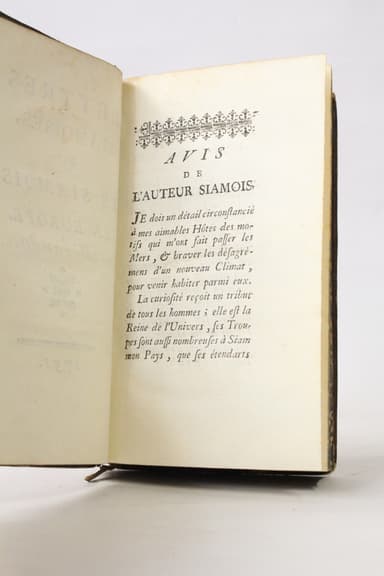 AVIS
DE
L'AUTEUR SIAMOIS.
JE dois un détail circonstancié
à mes aimables Hôtes des mo-
tifs qui m'ont fait passer les
Mers, & braver les désagré-
mens d'un nouveau Climat,
pour venir habiter parmi eux.
La curiosité reçoit un tribut
de tous les hommes ; elle est la
Reine de l'Univers, ses Trou-
pes sont aussi nombreuses à Siam
mon Pays, que ses étendarts